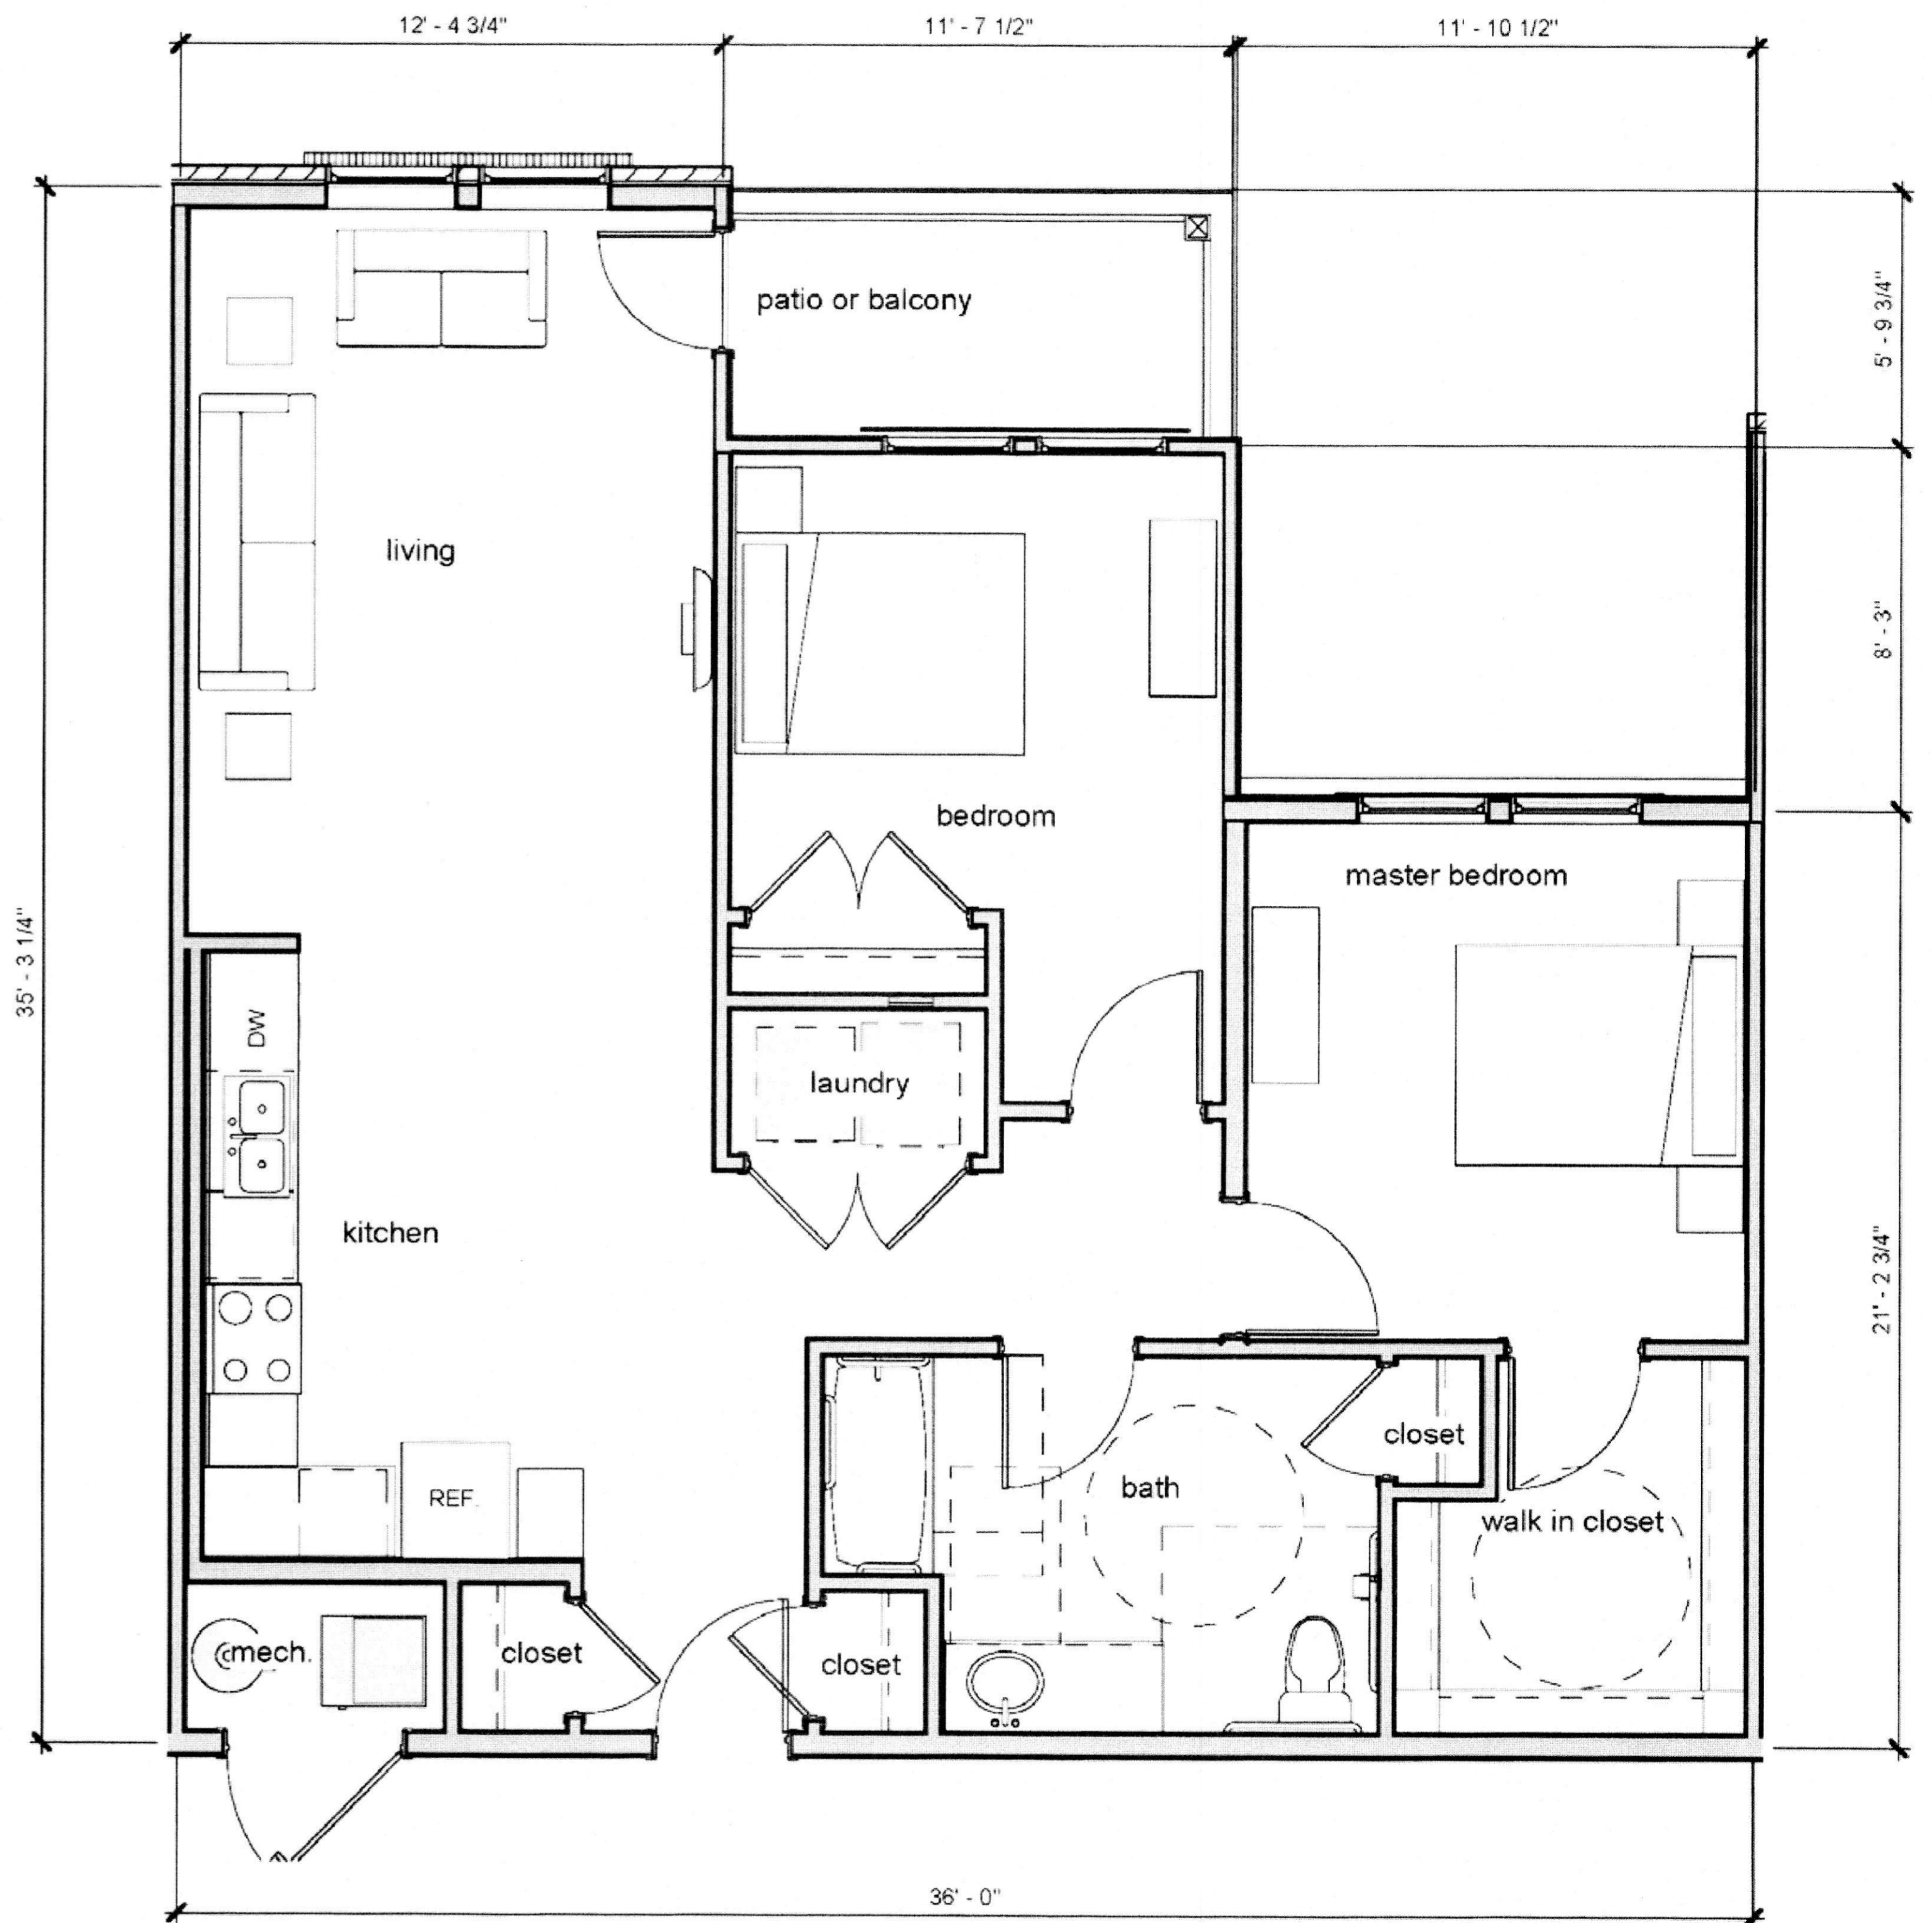 12' - 4 3/4"
11' - 7 1/2"
11' - 10 1/2"
patio or balcony
5' - 9 3/4"
living
8' - 3"
bedroom
master bedroom
35' - 3 1/4"
DW
laundry
kitchen
21' - 2 3/4"
closet
REF.
bath
walk in closet
mech.
closet
closet
36' - 0"